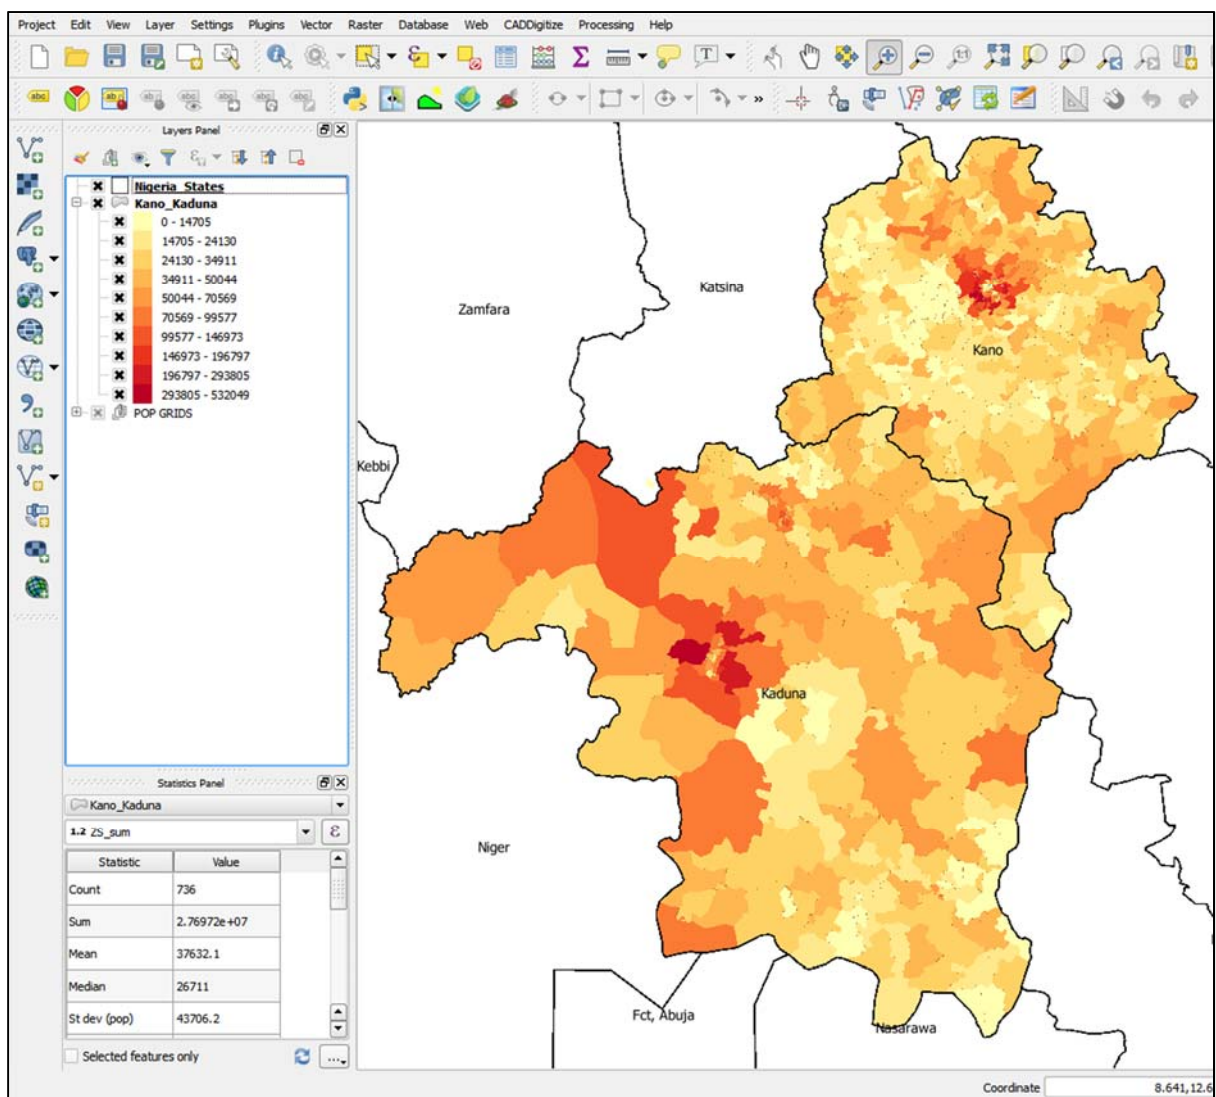 Project Edit View Layer Settings Plugins Vector Raster Database Web CADDigitize Processing Help
abc
Layers Panel
Nigeria_States
Kano_Kaduna
0 - 14705
14705 - 24130
24130 - 34911
34911 - 50044
50044 - 70569
70569 - 99577
99577 - 146973
146973 - 196797
196797 - 293805
293805 - 532049
POP GRIDS
Statistics Panel
Kano_Kaduna
1.2 ZS_sum
Statistic Value
Count 736
Sum 2.76972e+07
Mean 37632.1
Median 26711
St dev (pop) 43706.2
Selected features only
Katsina
Zamfara
Kano
Kebbi
Kaduna
Niger
Fct, Abuja
Nasarawa
Coordinate 8.641,12.6